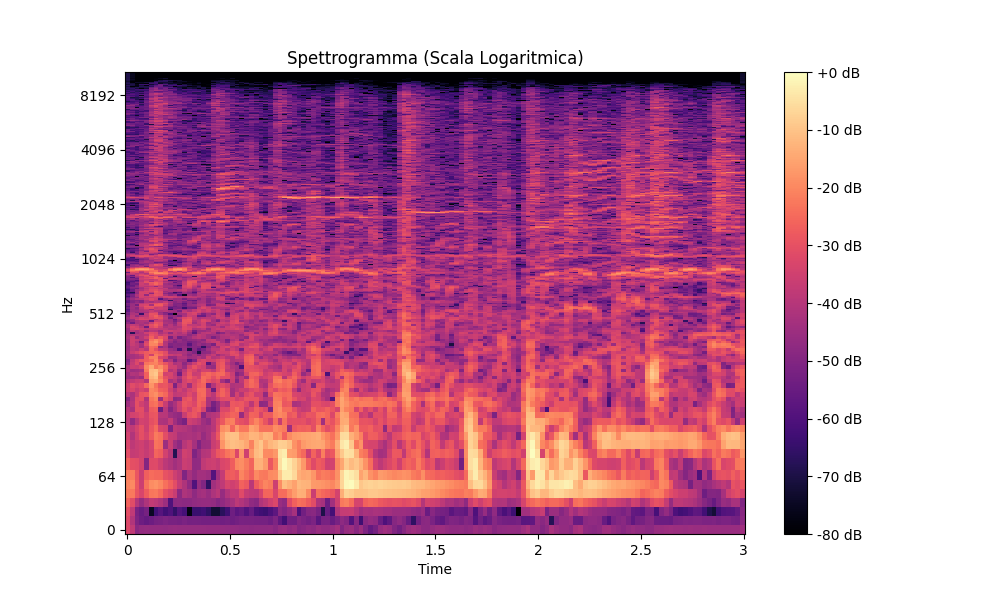 Spettrogramma (Scala Logaritmica)
Hz
8192
4096
2048
1024
512
256
128
64
0
0 0.5 1 1.5 2 2.5 3
Time
+0 dB
-10 dB
-20 dB
-30 dB
-40 dB
-50 dB
-60 dB
-70 dB
-80 dB